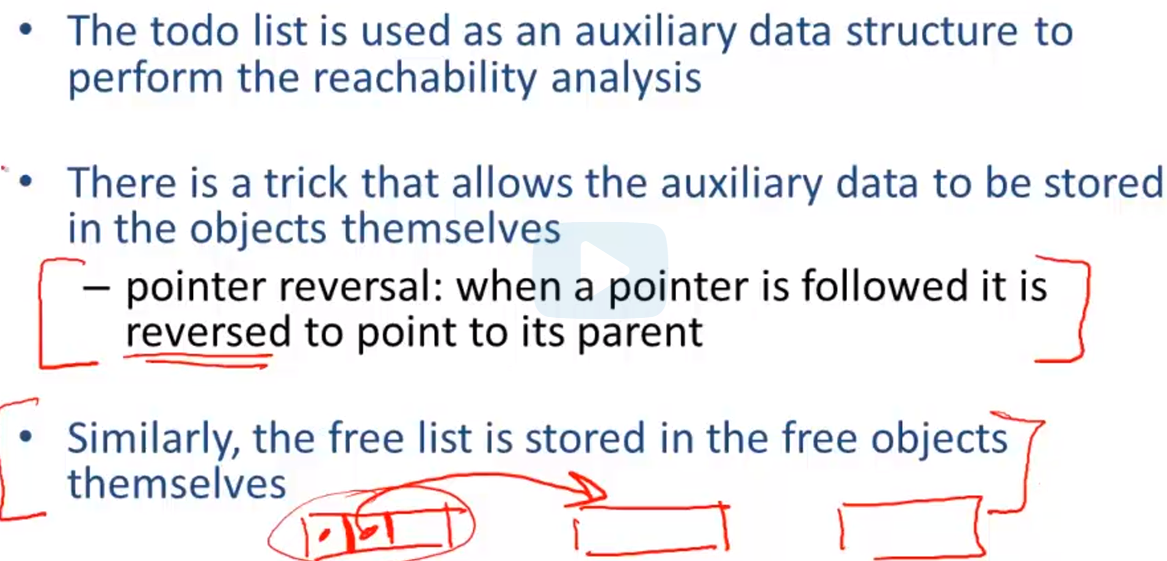 • The todo list is used as an auxiliary data structure to
perform the reachability analysis
• There is a trick that allows the auxiliary data to be stored
in the objects themselves
– pointer reversal: when a pointer is followed it is
reversed to point to its parent
• Similarly, the free list is stored in the free objects
themselves